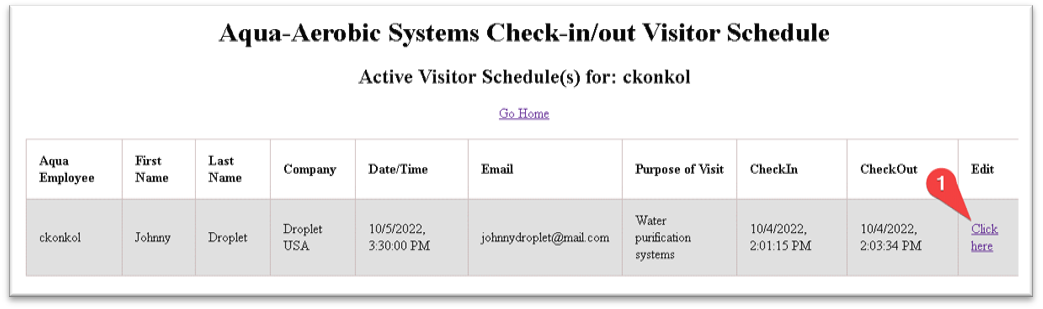 Aqua-Aerobic Systems Check-in/out Visitor Schedule
Active Visitor Schedule(s) for: ckonkol
Go Home
Aqua Employee First Name Last Name Company Date/Time Email Purpose of Visit CheckIn CheckOut Edit
1
ckonkol Johnny Droplet Droplet USA 10/5/2022, 3:30:00 PM johnnydroplet@mail.com Water purification systems 10/4/2022, 2:01:15 PM 10/4/2022, 2:03:34 PM Click here